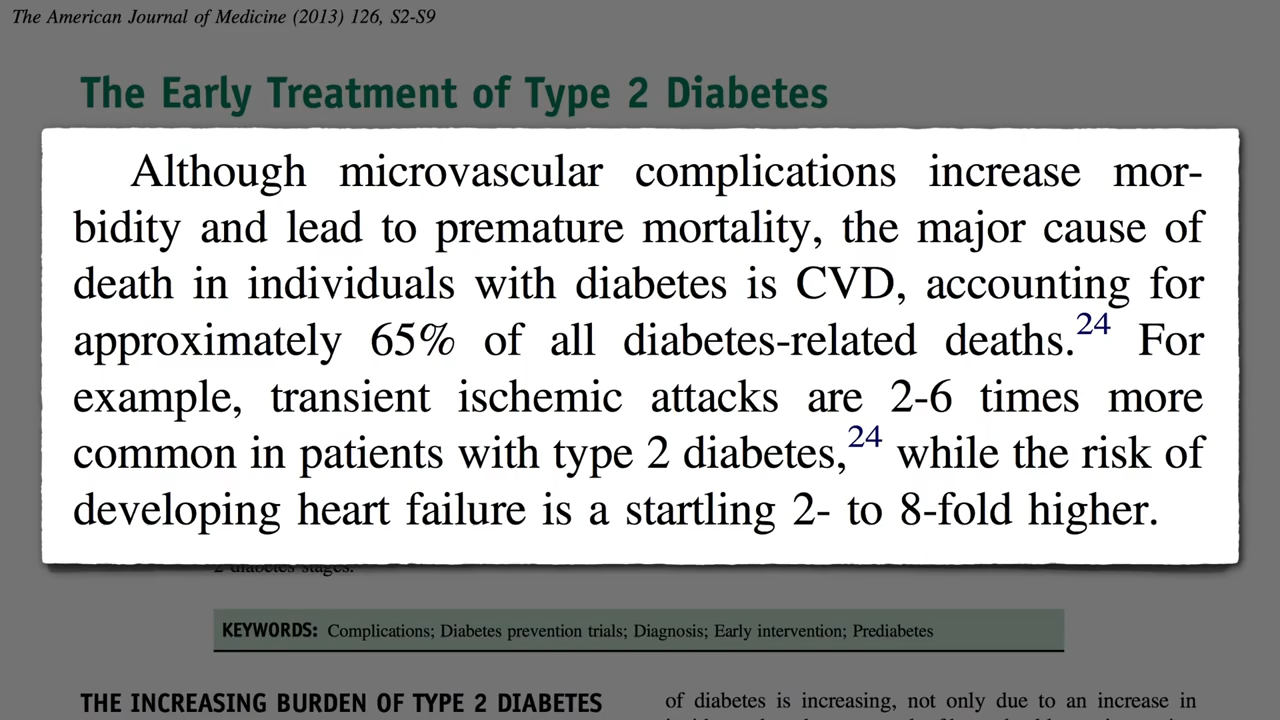 The American Journal of Medicine (2013) 126, S2-S9
The Early Treatment of Type 2 Diabetes
Although microvascular complications increase mor-
bidity and lead to premature mortality, the major cause of
death in individuals with diabetes is CVD, accounting for
approximately 65% of all diabetes-related deaths.24 For
example, transient ischemic attacks are 2-6 times more
common in patients with type 2 diabetes,24 while the risk of
developing heart failure is a startling 2- to 8-fold higher.
2 diabetes stages.
KEYWORDS: Complications; Diabetes prevention trials; Diagnosis; Early intervention; Prediabetes
THE INCREASING BURDEN OF TYPE 2 DIABETES
of diabetes is increasing, not only due to an increase in